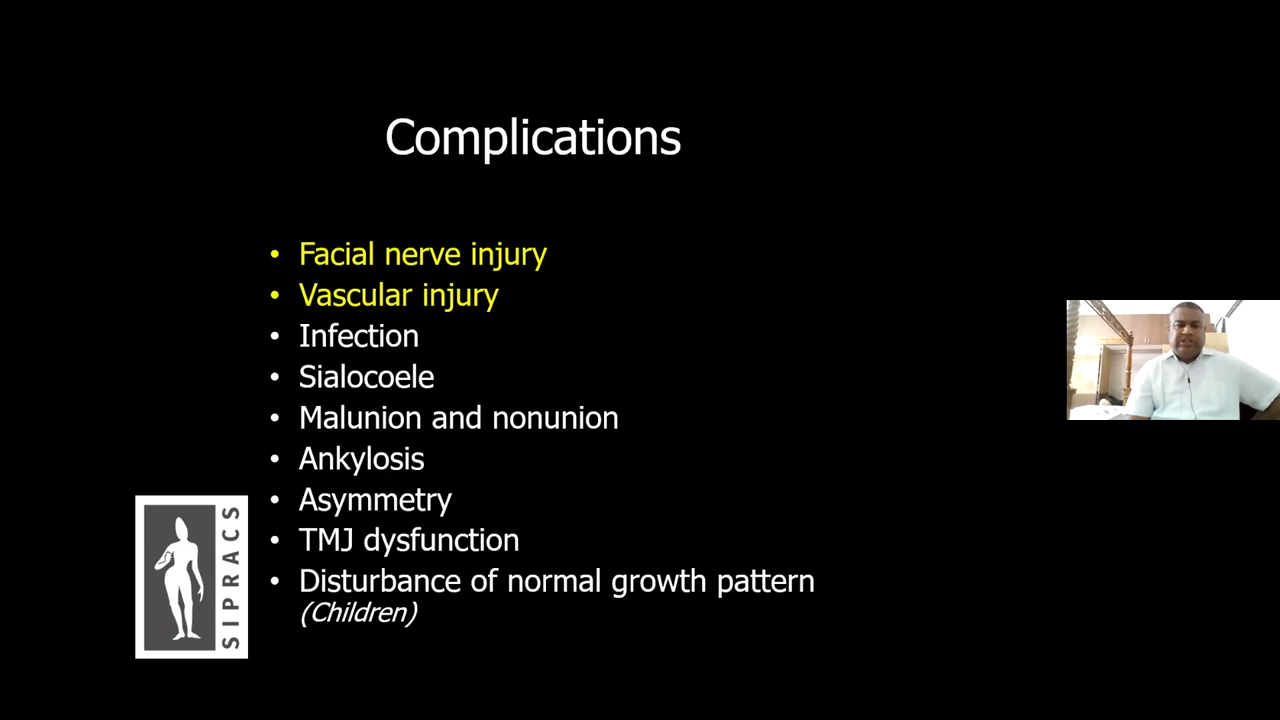 Complications
• Facial nerve injury
• Vascular injury
• Infection
• Sialocoele
• Malunion and nonunion
• Ankylosis
• Asymmetry
• TMJ dysfunction
• Disturbance of normal growth pattern
(Children)
SIPRACS